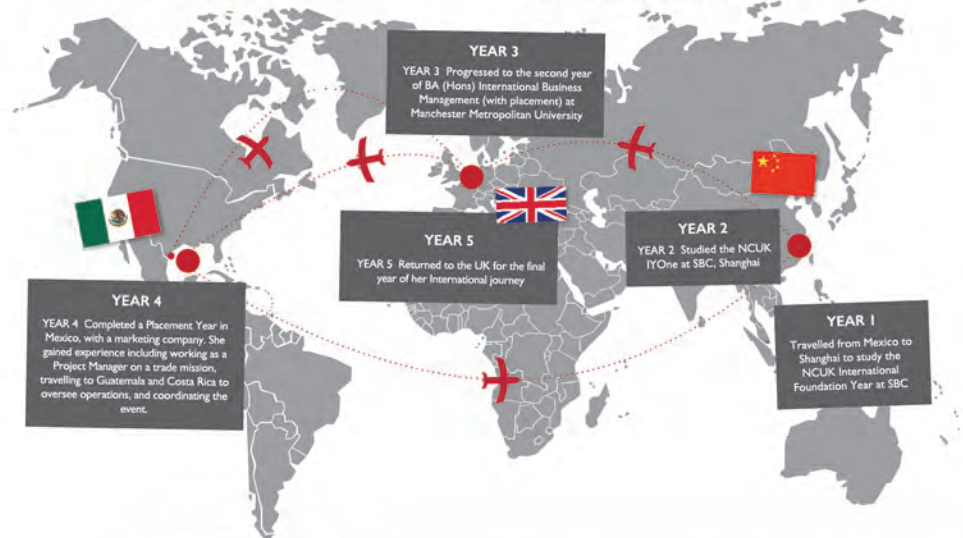 YEAR 3
YEAR 3 Progressed to the second year
of BA (Hons) International Business
Management (with placement) at
Manchester Metropolitan University
YEAR 5
YEAR 5 Returned to the UK for the final
year of her International journey
YEAR 2
YEAR 2 Studied the NCUK
IYOne at SBC, Shanghai
YEAR 4
YEAR 4 Completed a Placement Year in
Mexico, with a marketing company. She
gained experience including working as a
Project Manager on a trade mission,
travelling to Guatemala and Costa Rica to
oversee operations, and coordinating the
event.
YEAR 1
Travelled from Mexico to
Shanghai to study the
NCUK International
Foundation Year at SBC